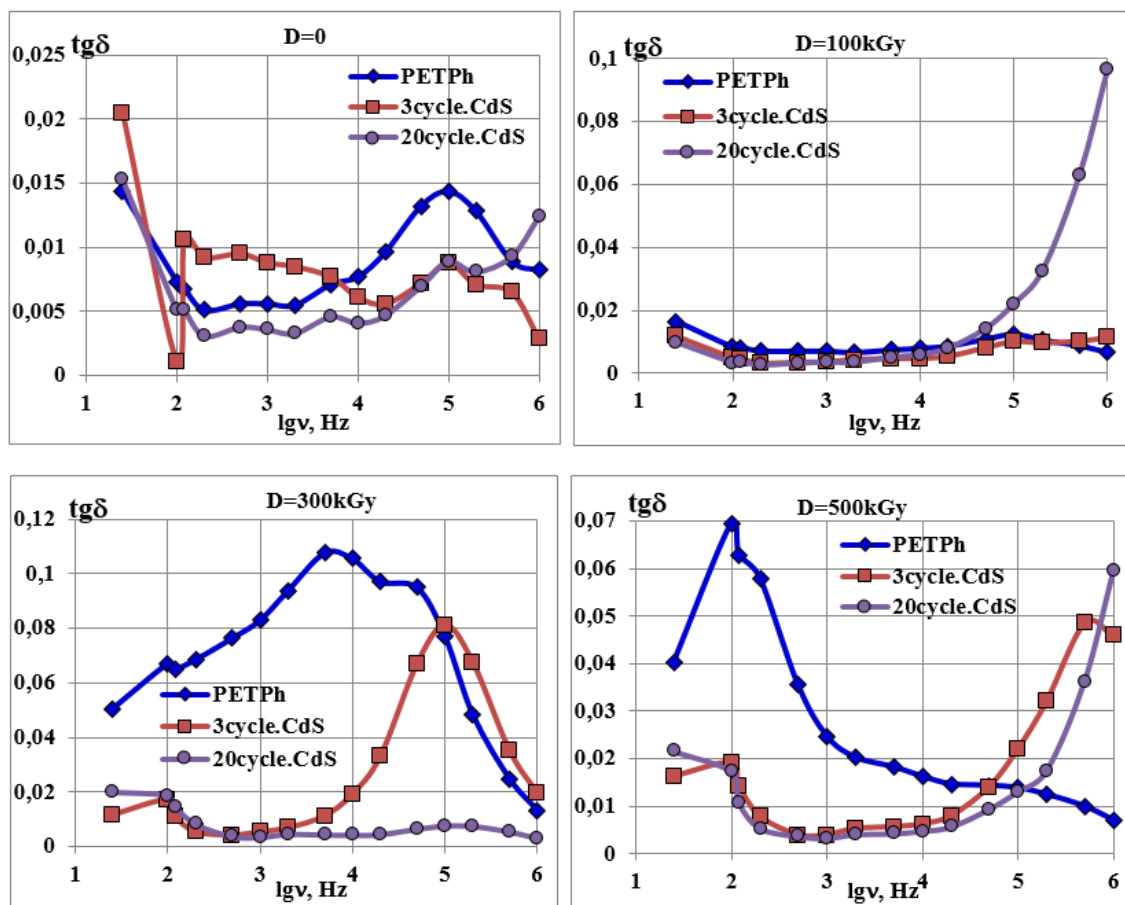 tgδ
D=0
0,025
0,02
0,015
0,01
0,005
0
PETPh
3cycle.CdS
20cycle.CdS
1 2 3 4 5 6
lgν, Hz
tgδ
D=100kGy
0,1
0,08
0,06
0,04
0,02
0
PETPh
3cycle.CdS
20cycle.CdS
1 2 3 4 5 6
lgν, Hz
tgδ
D=300kGy
0,12
0,1
0,08
0,06
0,04
0,02
0
PETPh
3cycle.CdS
20cycle.CdS
1 2 3 4 5 6
lgν, Hz
tgδ
D=500kGy
0,07
0,06
0,05
0,04
0,03
0,02
0,01
0
PETPh
3cycle.CdS
20cycle.CdS
1 2 3 4 5 6
lgν, Hz